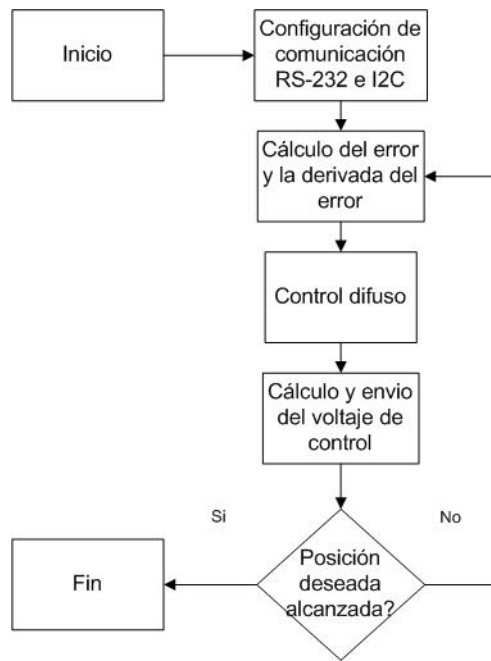 Inicio
Configuración de
comunicación
RS-232 e I2C
Cálculo del error
y la derivada del
error
Control difuso
Cálculo y envio
del voltaje de
control
Si
No
Posición
deseada
alcanzada?
Fin